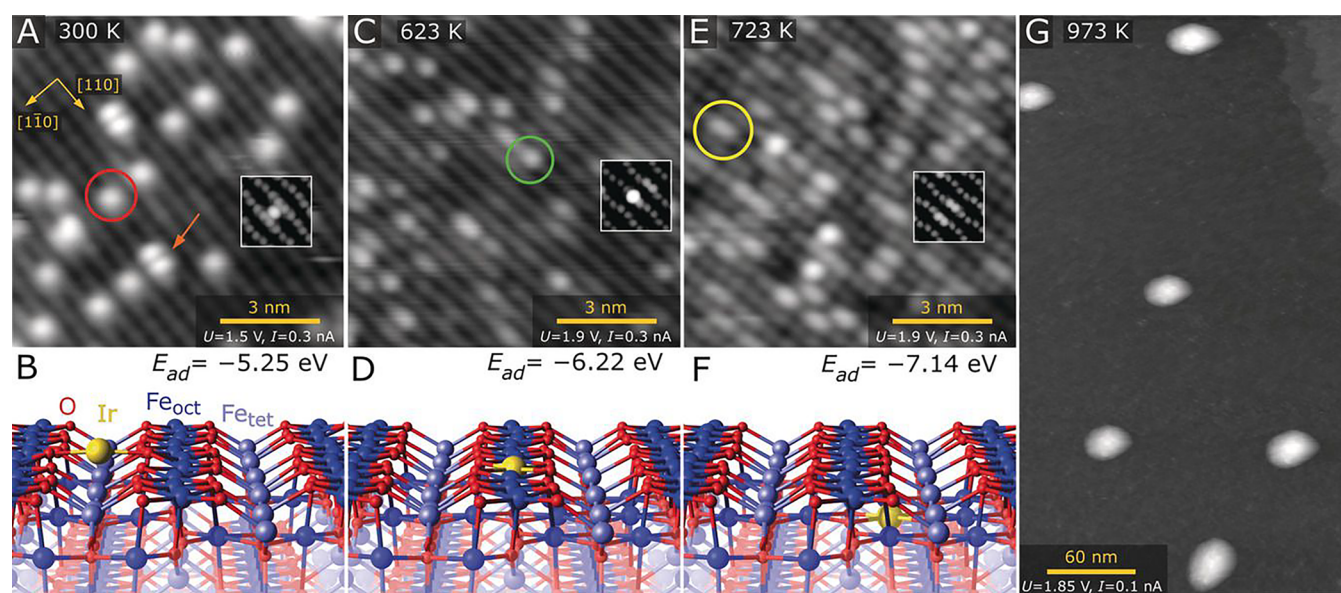 A 300 K
[110]
[11̄0]
3 nm
U=1.5 V, I=0.3 nA
C 623 K
3 nm
U=1.9 V, I=0.3 nA
E 723 K
3 nm
U=1.9 V, I=0.3 nA
G 973 K
60 nm
U=1.85 V, I=0.1 nA
B
Ead= −5.25 eV
O
Ir
Feoct
Fetet
D
Ead= −6.22 eV
F
Ead= −7.14 eV